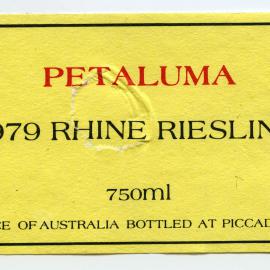 PETALUMA
979 RHINE RIESLIN
750ml
CE OF AUSTRALIA BOTTLED AT PICCAD